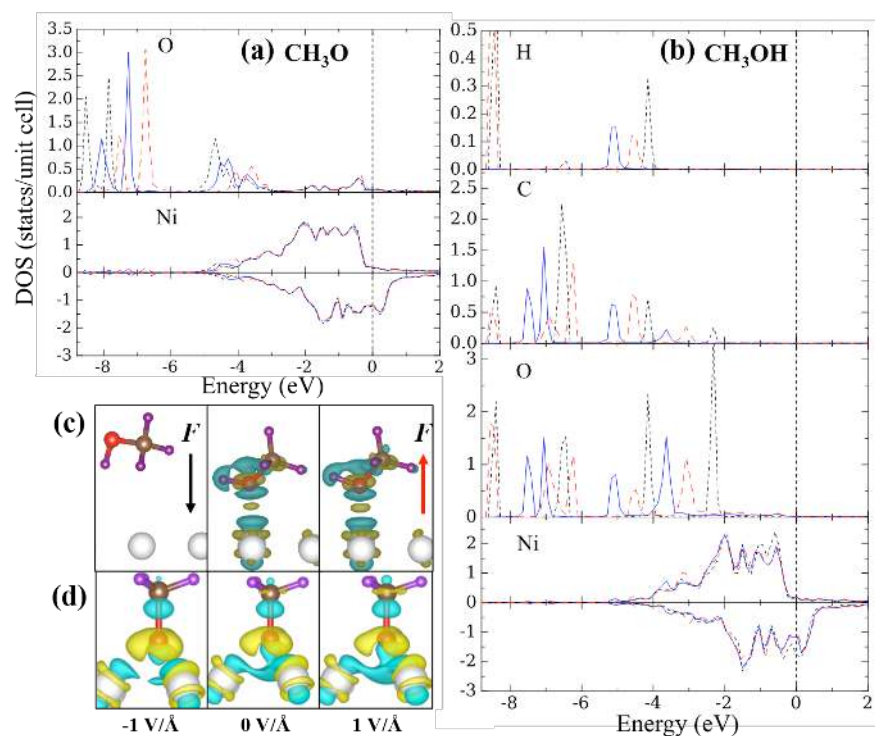 DOS (states/unit cell)
3.5
3.0
2.5
2.0
1.5
1.0
0.5
0.0
O
(a) CH₃O
2
1
0
-1
-2
-3
Ni
-8 -6 -4 -2 0 2
Energy (eV)
(b) CH₃OH
H
0.5
0.4
0.3
0.2
0.1
0.0
C
2.5
2.0
1.5
1.0
0.5
0.0
O
2
1
0
Ni
2
1
0
-1
-2
-3
-8 -6 -4 -2 0 2
Energy (eV)
(c)
F
F
(d)
-1 V/Å 0 V/Å 1 V/Å